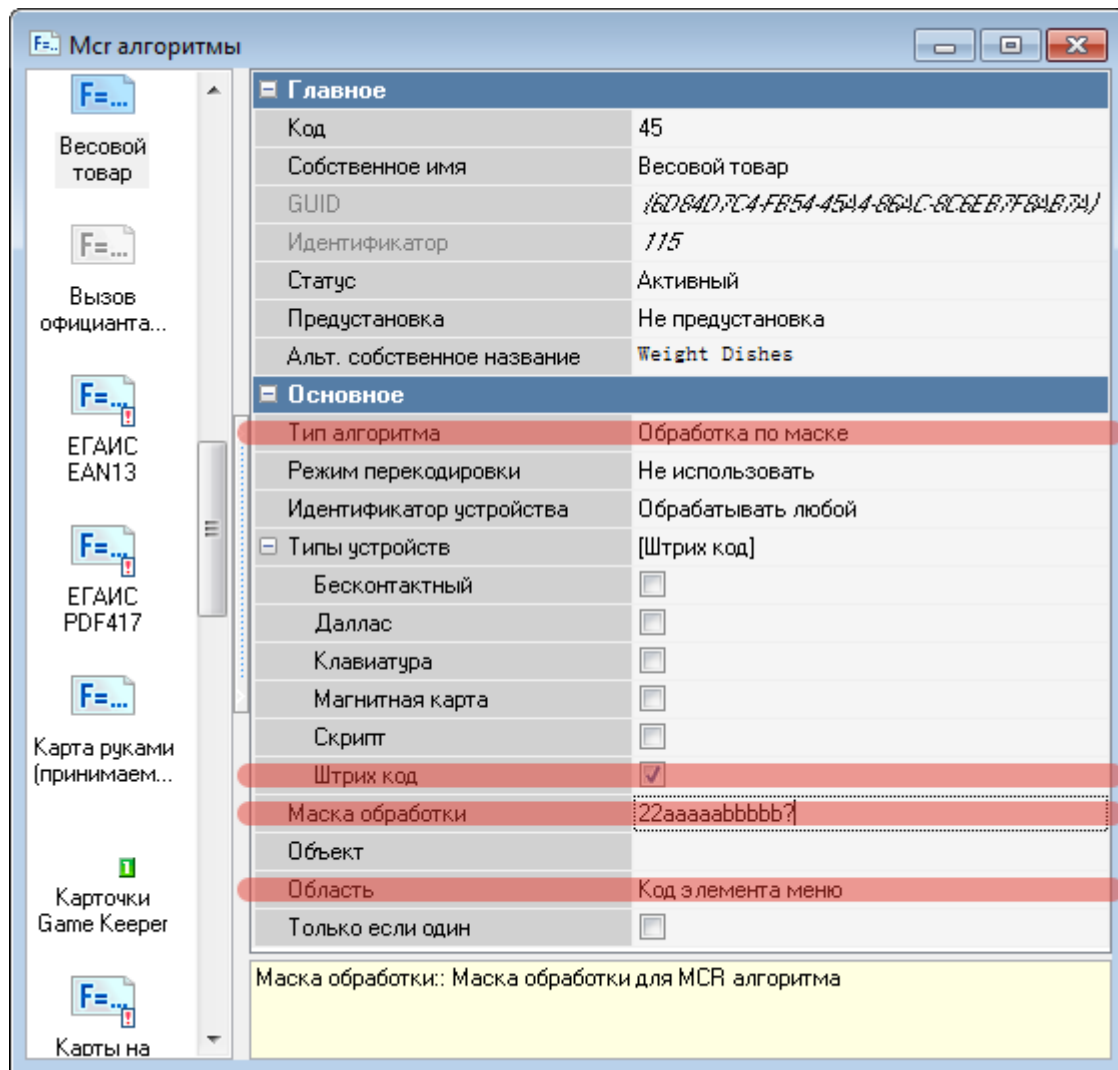 Mcr алгоритмы
F=...
Весовой
товар
F=...
Вызов
официанта...
F=...
ЕГАИС
EAN13
F=...
ЕГАИС
PDF417
F=...
Карта руками
(принимаем...
1
Карточки
Game Keeper
F=...
Карты на
Главное
Код 45
Собственное имя Весовой товар
GUID {6D84D7C4-FB54-45A4-86AC-8C6EB7F8AB7A}
Идентификатор 115
Статус Активный
Предустановка Не предустановка
Альт. собственное название Weight Dishes
Основное
Тип алгоритма Обработка по маске
Режим перекодировки Не использовать
Идентификатор устройства Обрабатывать любой
Типы устройств [Штрих код]
Бесконтактный
Даллас
Клавиатура
Магнитная карта
Скрипт
Штрих код
Маска обработки 22aaaaabbbbb?
Объект
Область Код элемента меню
Только если один
Маска обработки:: Маска обработки для MCR алгоритма